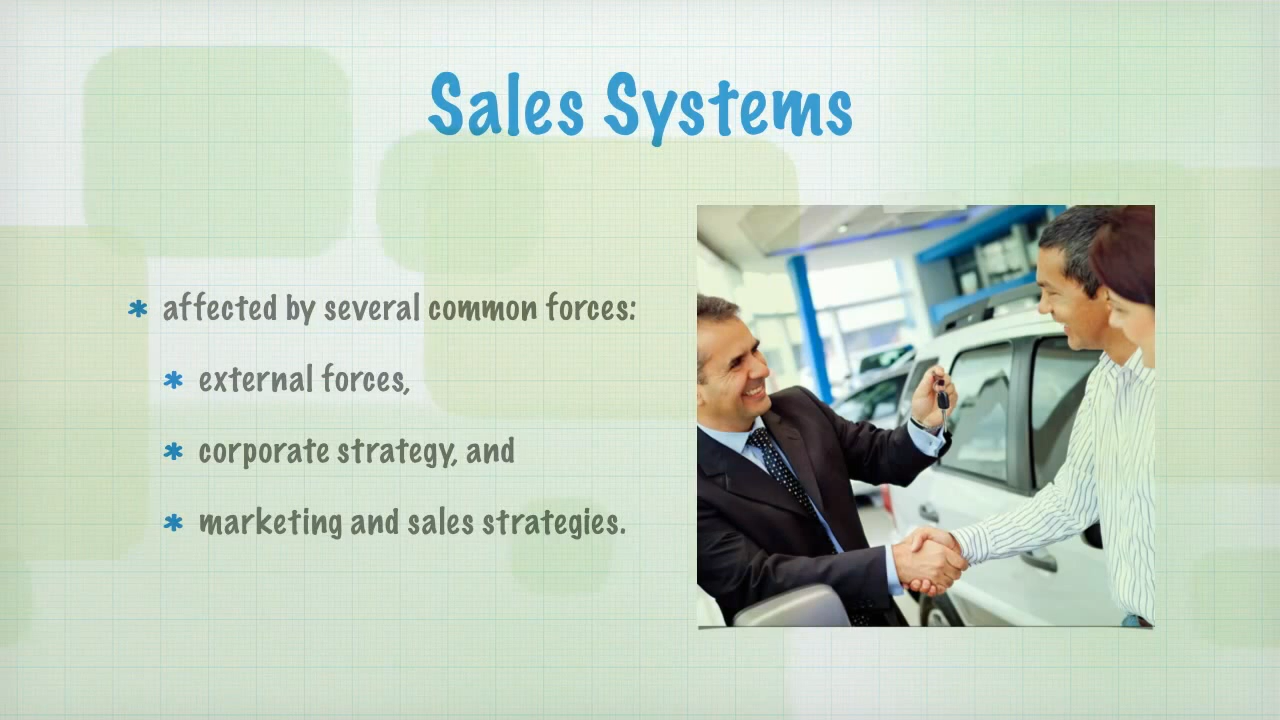 Sales Systems
* affected by several common forces:
* external forces,
* corporate strategy, and
* marketing and sales strategies.